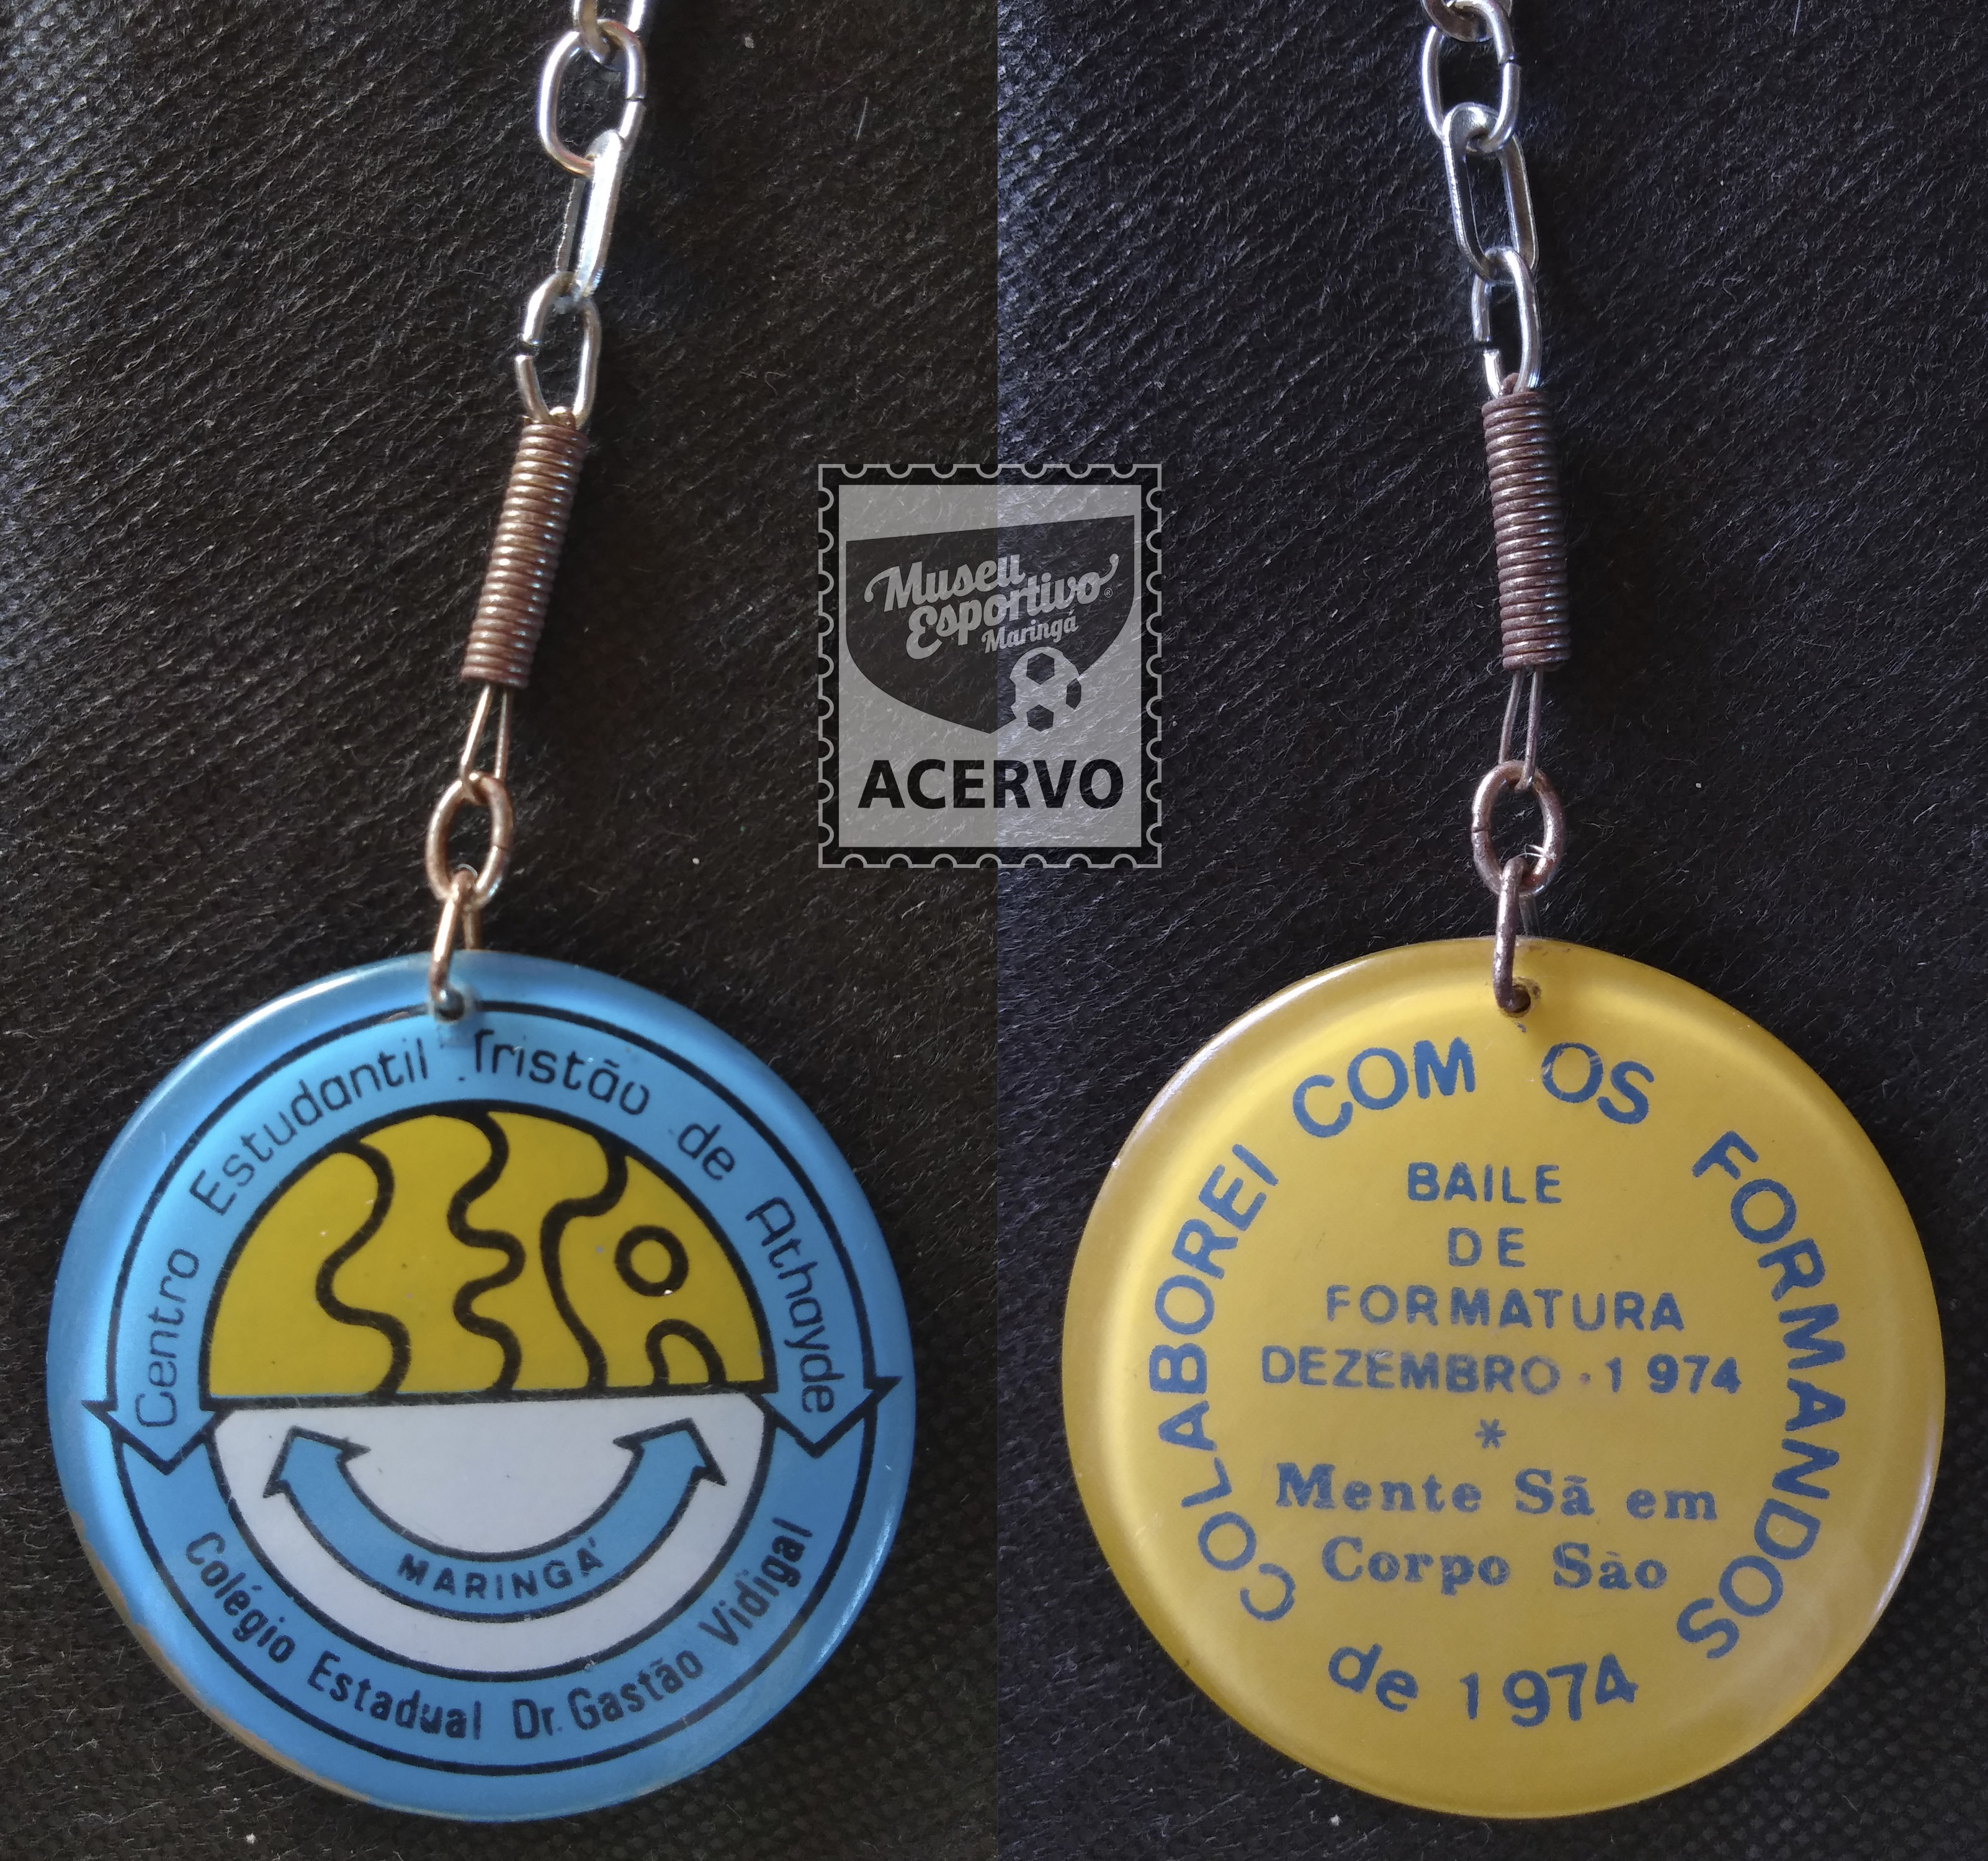 Centro Estudantil Tristão de Athayde
MARINGÁ
Colégio Estadual Dr. Gastão Vidigal
Museu
Esportivo®
Maringá
ACERVO
COLABOREI COM OS FORMANDOS
BAILE
DE
FORMATURA
DEZEMBRO · 1974
*
Mente Sã em
Corpo São
de 1974